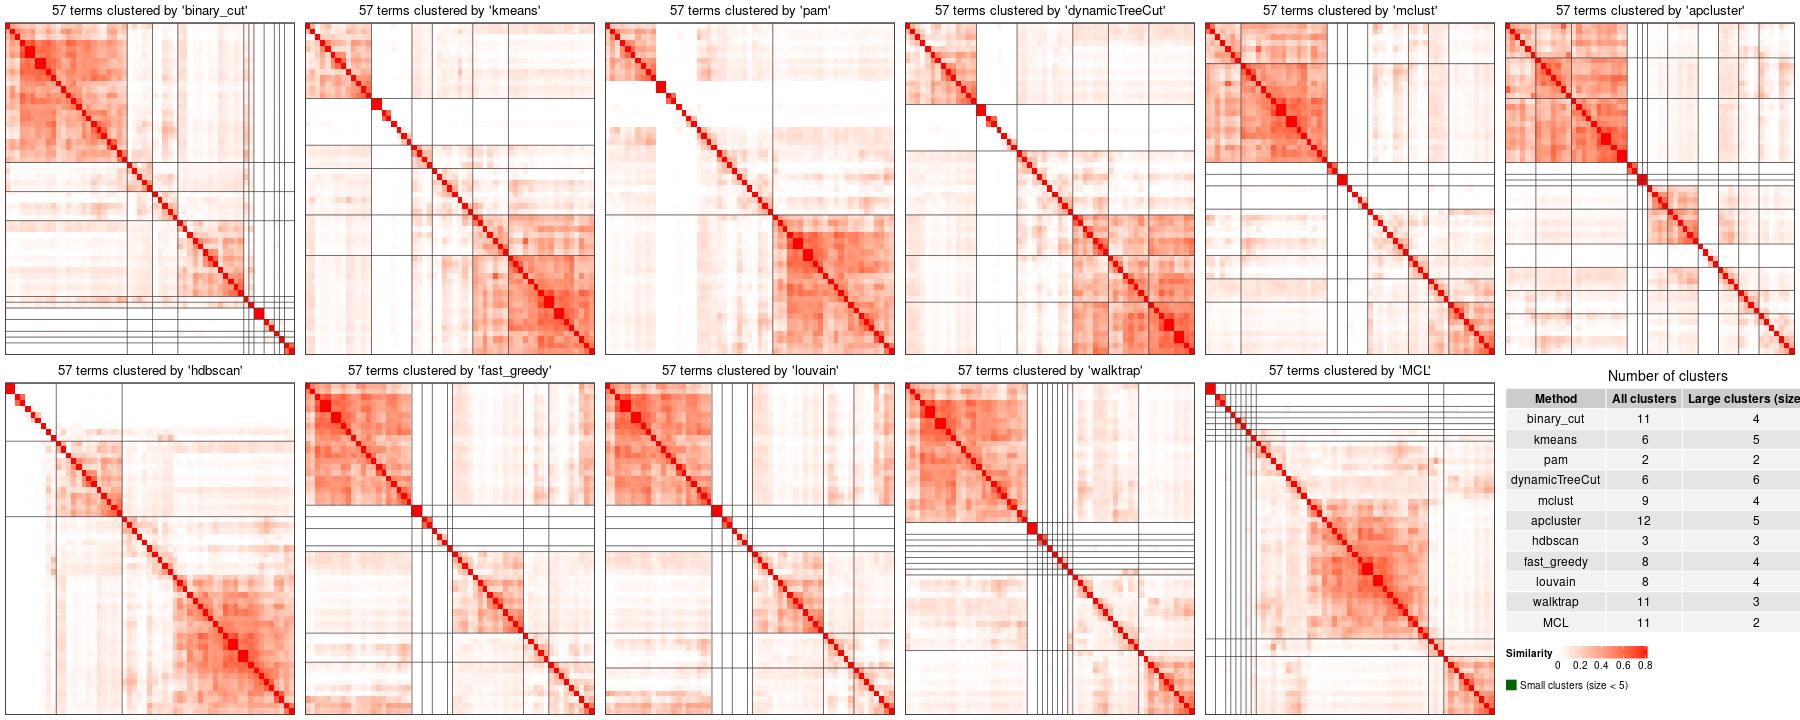 57 terms clustered by 'binary_cut'
57 terms clustered by 'kmeans'
57 terms clustered by 'pam'
57 terms clustered by 'dynamicTreeCut'
57 terms clustered by 'mclust'
57 terms clustered by 'apcluster'
57 terms clustered by 'hdbscan'
57 terms clustered by 'fast_greedy'
57 terms clustered by 'louvain'
57 terms clustered by 'walktrap'
57 terms clustered by 'MCL'
Number of clusters
Method All clusters Large clusters (size
binary_cut 11 4
kmeans 6 5
pam 2 2
dynamicTreeCut 6 6
mclust 9 4
apcluster 12 5
hdbscan 3 3
fast_greedy 8 4
louvain 8 4
walktrap 11 3
MCL 11 2
Similarity
0 0.2 0.4 0.6 0.8
Small clusters (size < 5)